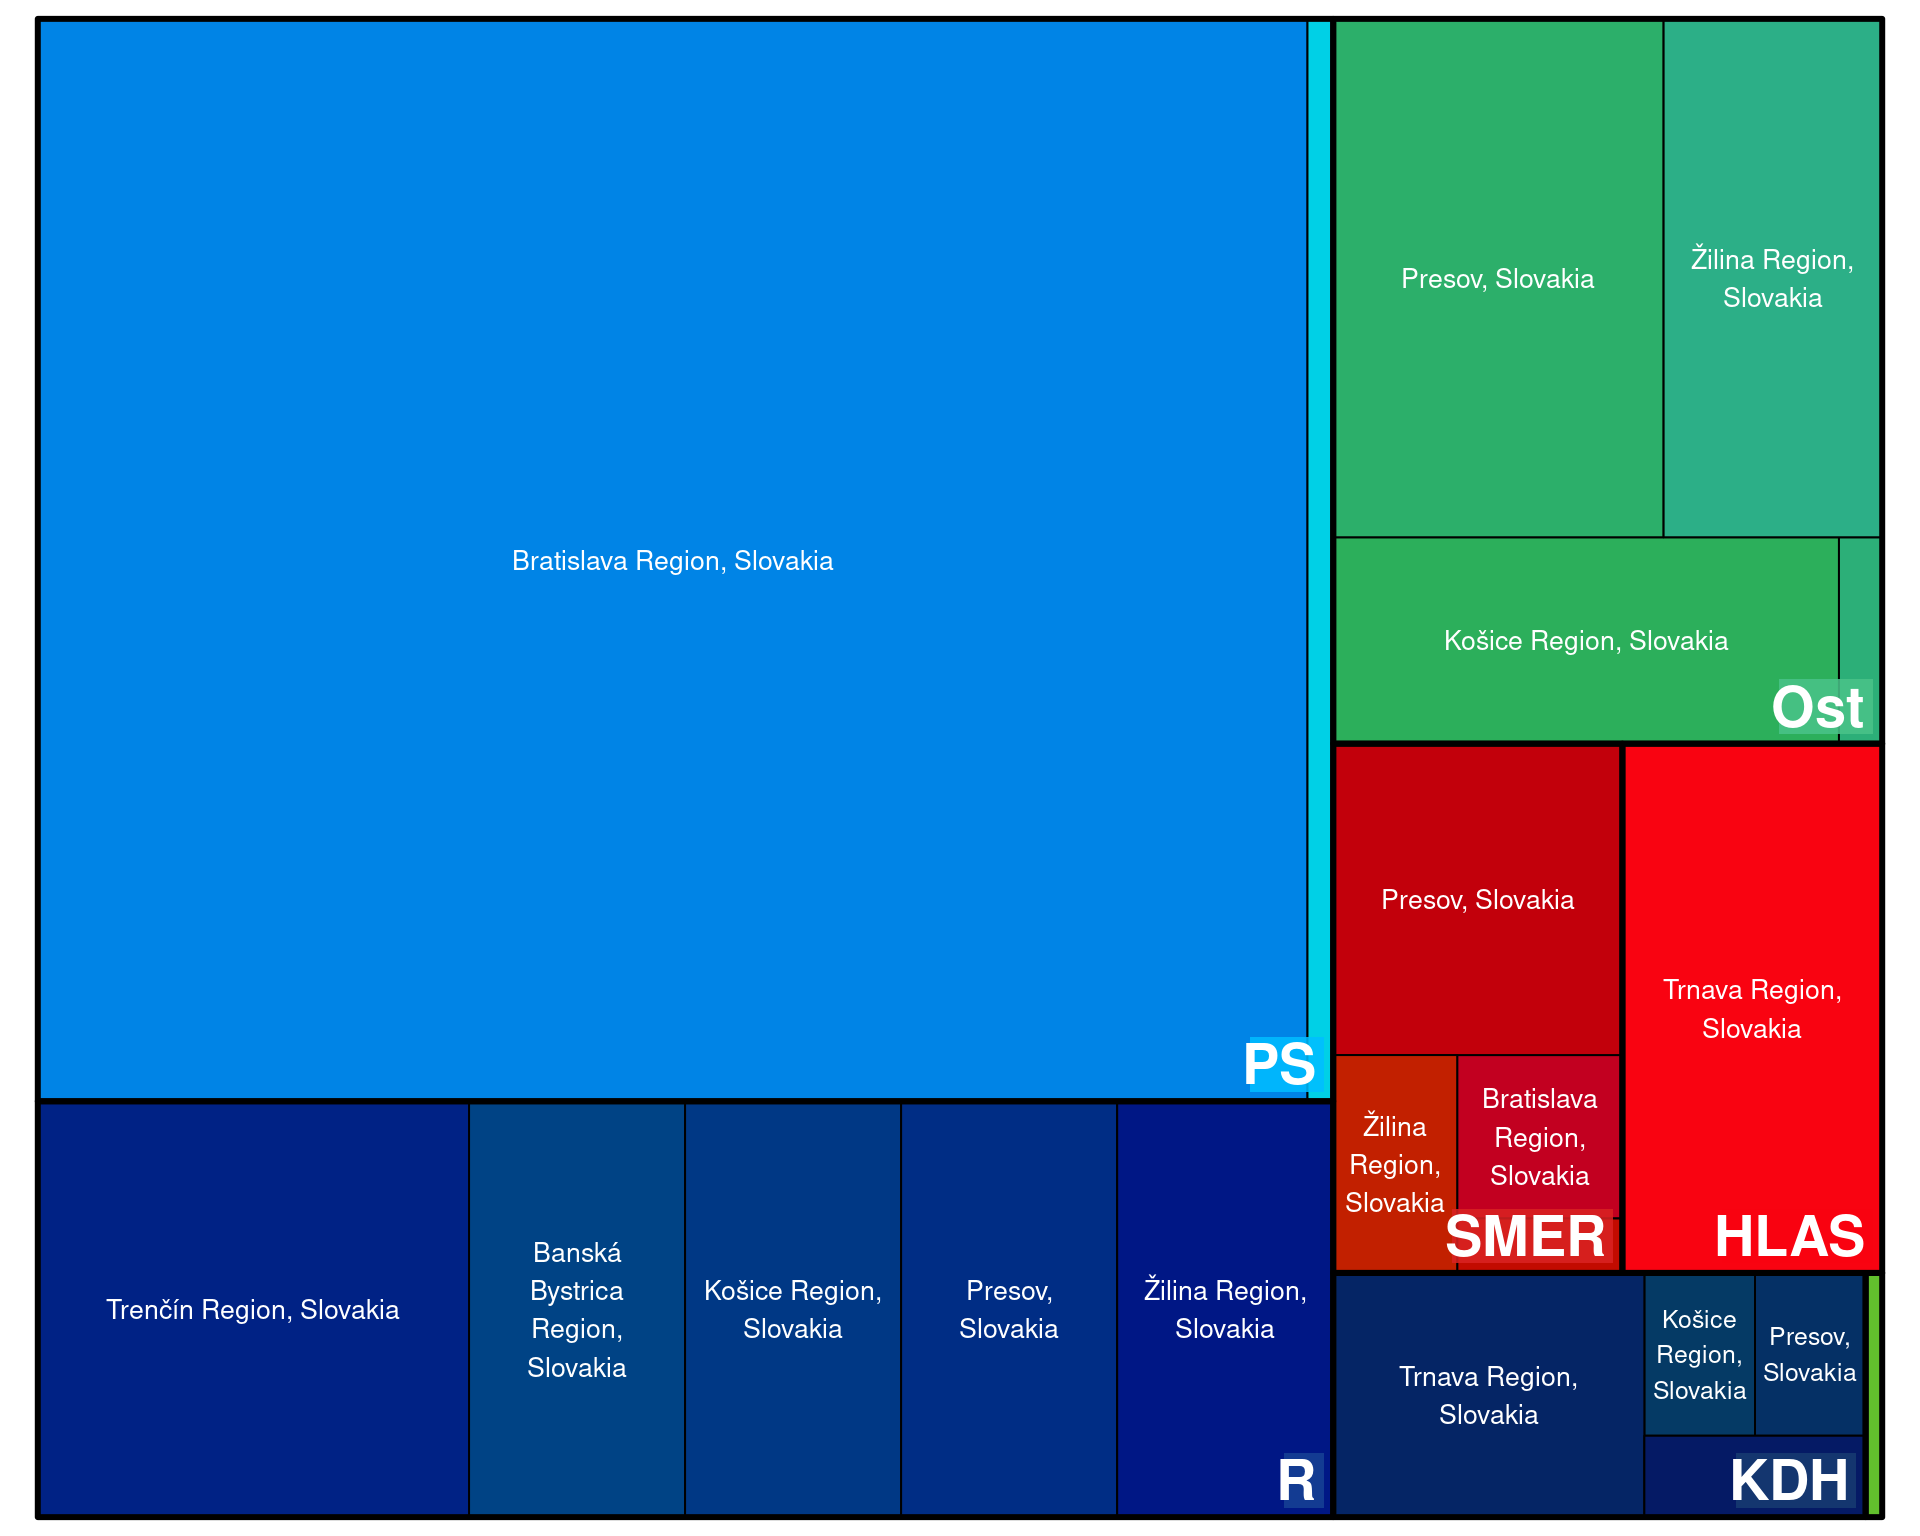 Bratislava Region, Slovakia
PS
Trenčín Region, Slovakia
Banská
Bystrica
Region,
Slovakia
Košice Region,
Slovakia
Presov,
Slovakia
Žilina Region,
Slovakia
R
Presov, Slovakia
Žilina Region,
Slovakia
Košice Region, Slovakia
Ost
Presov, Slovakia
Žilina
Region,
Slovakia
Bratislava
Region,
Slovakia
SMER
Trnava Region,
Slovakia
HLAS
Trnava Region,
Slovakia
Košice
Region,
Slovakia
Presov,
Slovakia
KDH